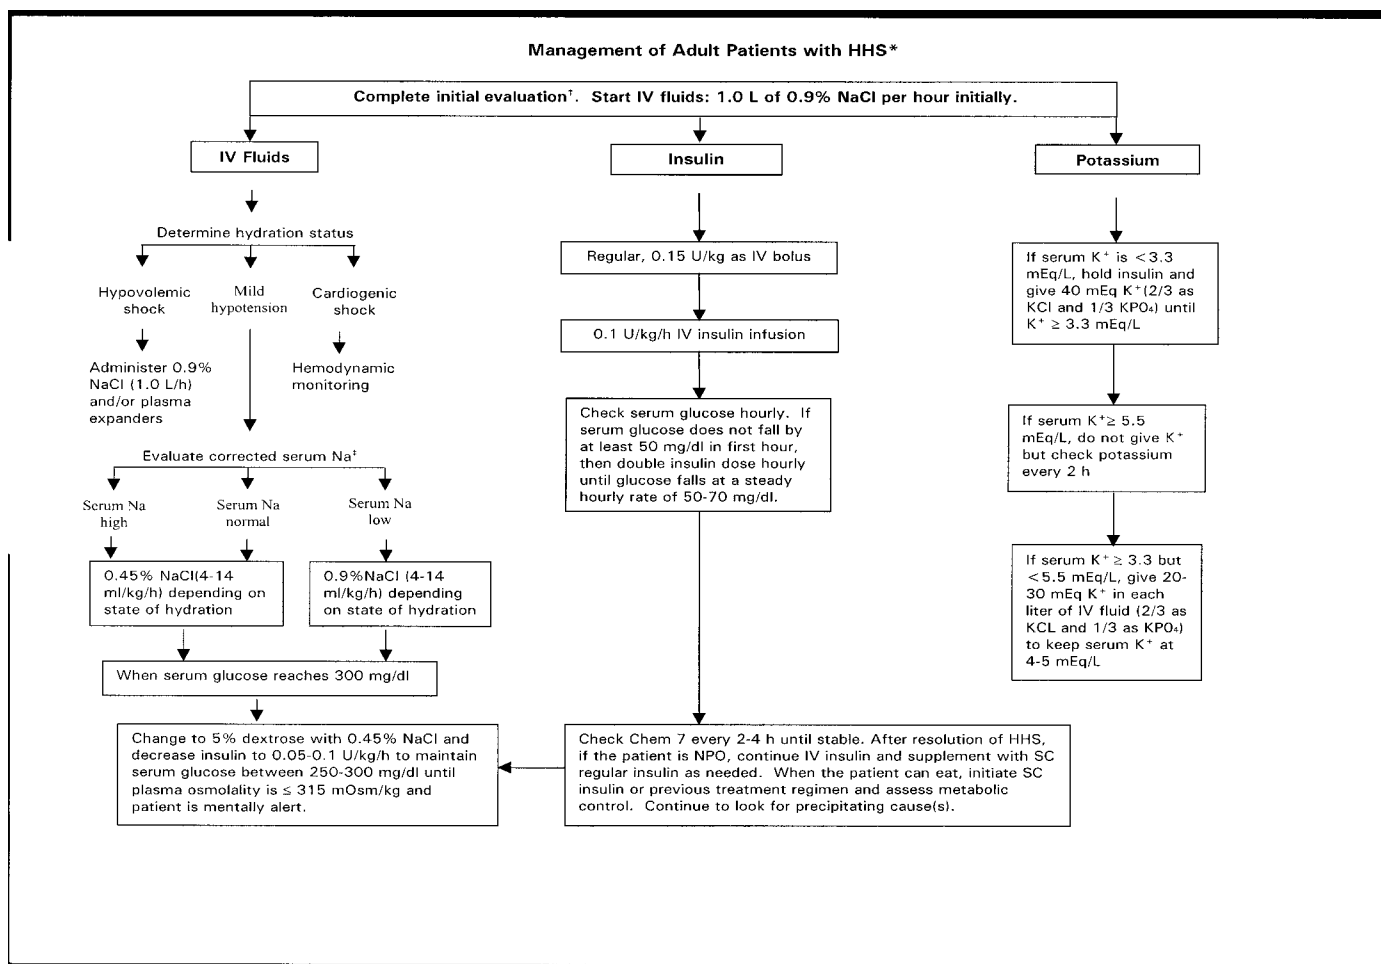 Management of Adult Patients with HHS*
Complete initial evaluation†. Start IV fluids: 1.0 L of 0.9% NaCl per hour initially.
IV Fluids
Determine hydration status
Hypovolemic
shock
Mild
hypotension
Cardiogenic
shock
Administer 0.9%
NaCl (1.0 L/h)
and/or plasma
expanders
Hemodynamic
monitoring
Evaluate corrected serum Na‡
Serum Na
high
Serum Na
normal
Serum Na
low
0.45% NaCl(4-14
ml/kg/h) depending on
state of hydration
0.9%NaCl (4-14
ml/kg/h) depending
on state of hydration
When serum glucose reaches 300 mg/dl
Change to 5% dextrose with 0.45% NaCl and
decrease insulin to 0.05-0.1 U/kg/h to maintain
serum glucose between 250-300 mg/dl until
plasma osmolality is ≤ 315 mOsm/kg and
patient is mentally alert.
Insulin
Regular, 0.15 U/kg as IV bolus
0.1 U/kg/h IV insulin infusion
Check serum glucose hourly. If
serum glucose does not fall by
at least 50 mg/dl in first hour,
then double insulin dose hourly
until glucose falls at a steady
hourly rate of 50-70 mg/dl.
Check Chem 7 every 2-4 h until stable. After resolution of HHS,
if the patient is NPO, continue IV insulin and supplement with SC
regular insulin as needed. When the patient can eat, initiate SC
insulin or previous treatment regimen and assess metabolic
control. Continue to look for precipitating cause(s).
Potassium
If serum K⁺ is <3.3
mEq/L, hold insulin and
give 40 mEq K⁺(2/3 as
KCl and 1/3 KPO₄) until
K⁺ ≥ 3.3 mEq/L
If serum K⁺≥ 5.5
mEq/L, do not give K⁺
but check potassium
every 2 h
If serum K⁺ ≥ 3.3 but
<5.5 mEq/L, give 20-
30 mEq K⁺ in each
liter of IV fluid (2/3 as
KCL and 1/3 as KPO₄)
to keep serum K⁺ at
4-5 mEq/L